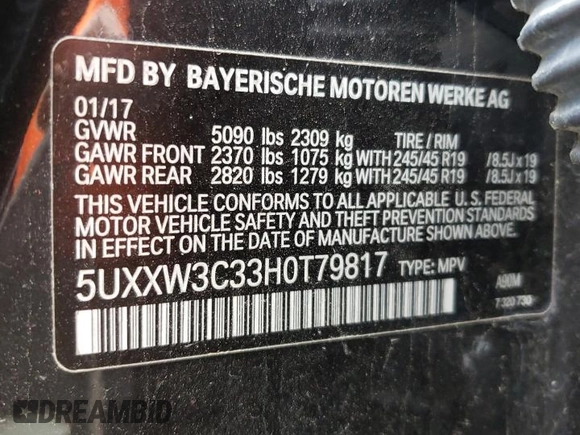 MFD BY BAYERISCHE MOTOREN WERKE AG
01/17
GVWR 5090 lbs 2309 kg TIRE / RIM
GAWR FRONT 2370 lbs 1075 kg WITH 245/45 R19 /8.5J x 19
GAWR REAR 2820 lbs 1279 kg WITH 245/45 R19 /8.5J x 19
THIS VEHICLE CONFORMS TO ALL APPLICABLE U. S. FEDERAL
MOTOR VEHICLE SAFETY AND THEFT PREVENTION STANDARDS
IN EFFECT ON THE DATE OF MANUFACTURE SHOWN ABOVE.
5UXXW3C33H0T79817 TYPE: MPV
A90M
7 320 730
DREAMBID